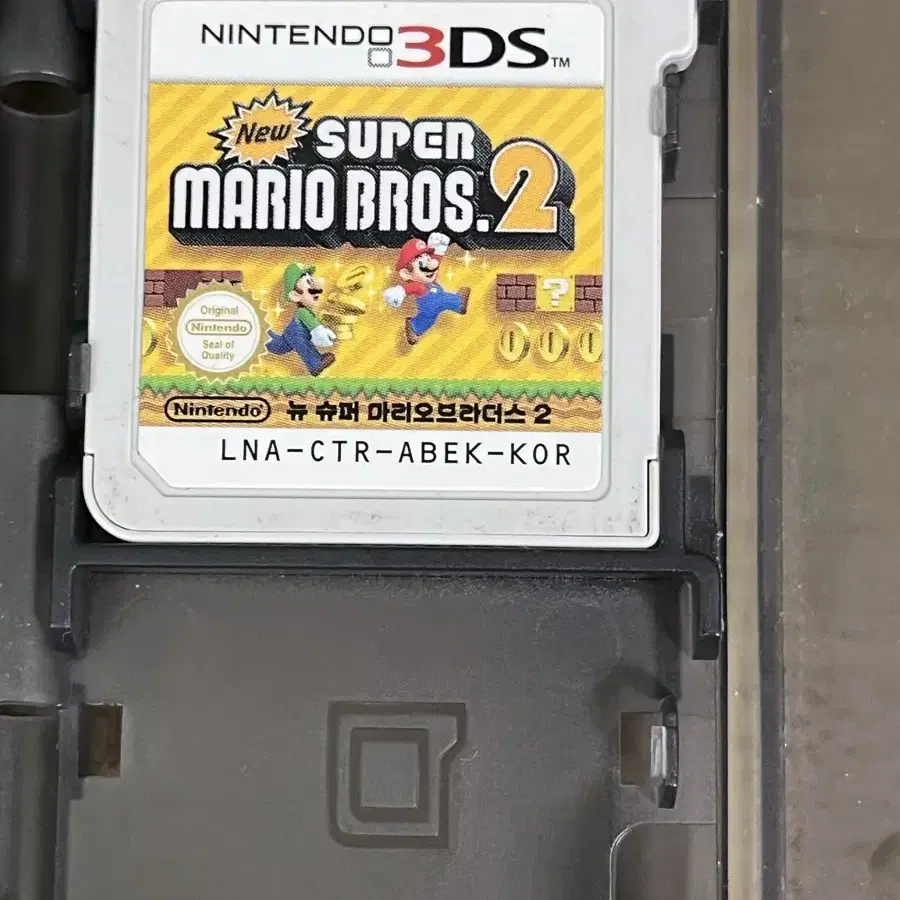 NINTENDO 3DS™
New SUPER
MARIO BROS. 2
?
Original
Nintendo
Seal of
Quality
Nintendo 뉴 슈퍼 마리오브라더스 2
LNA-CTR-ABEK-KOR